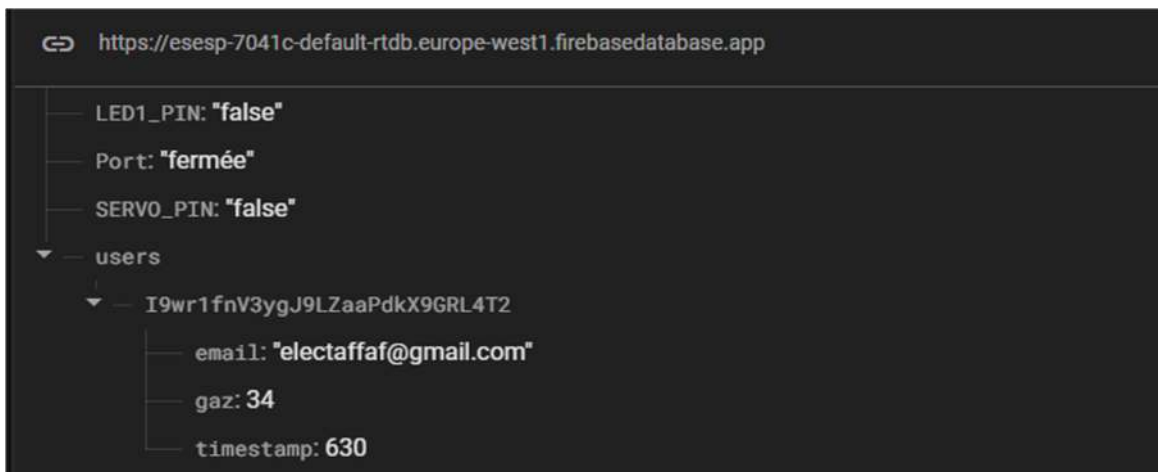 https://esesp-7041c-default-rtdb.europe-west1.firebasedatabase.app
LED1_PIN: "false"
Port: "fermée"
SERVO_PIN: "false"
users
I9wr1fnV3ygJ9LZaaPdkX9GRL4T2
email: "electaffaf@gmail.com"
gaz: 34
timestamp: 630